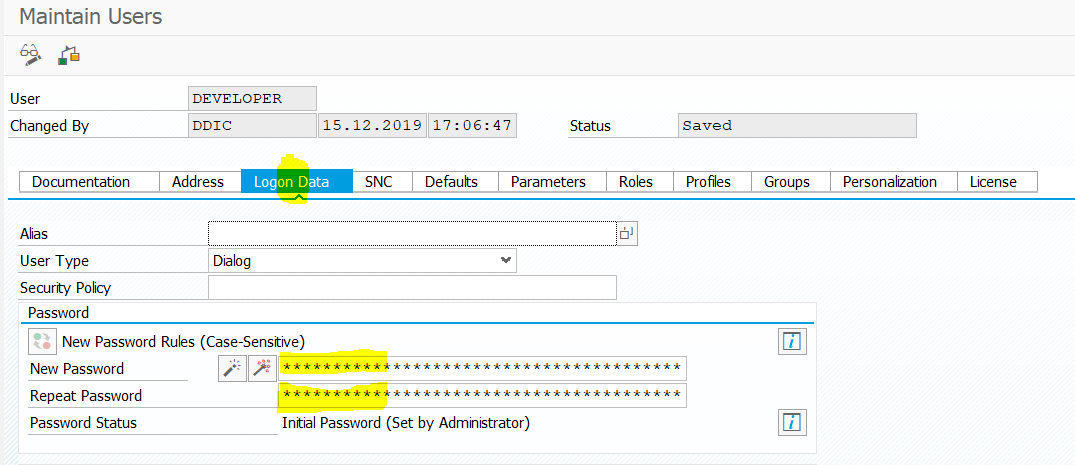 Maintain Users
User DEVELOPER
Changed By DDIC 15.12.2019 17:06:47 Status Saved
Documentation Address Logon Data SNC Defaults Parameters Roles Profiles Groups Personalization License
Alias
User Type Dialog
Security Policy
Password
New Password Rules (Case-Sensitive)
New Password ****************************************
Repeat Password ****************************************
Password Status Initial Password (Set by Administrator)